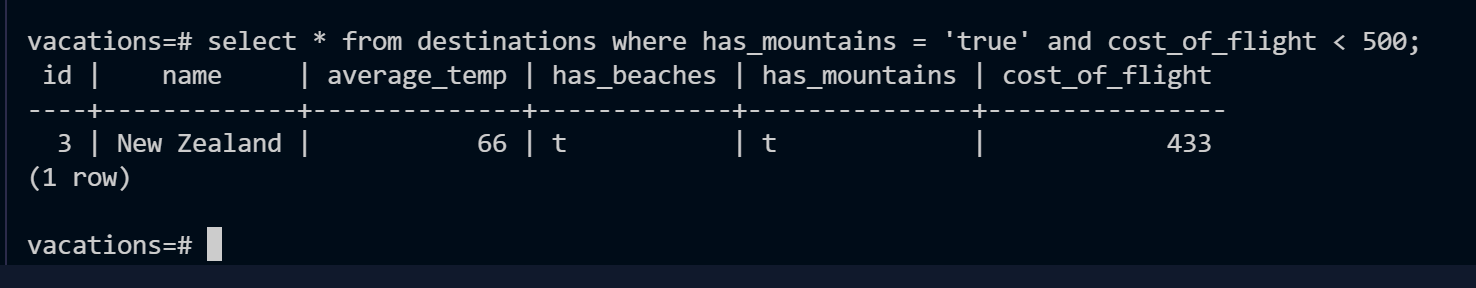 vacations=# select * from destinations where has_mountains = 'true' and cost_of_flight < 500;
 id |    name     | average_temp | has_beaches | has_mountains | cost_of_flight
----+-------------+--------------+-------------+---------------+----------------
  3 | New Zealand |           66 | t           | t             |            433
(1 row)

vacations=#